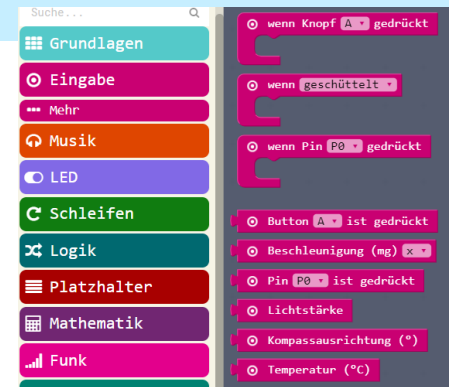 Suche...
Grundlagen
Eingabe
Mehr
Musik
LED
Schleifen
Logik
Platzhalter
Mathematik
Funk
wenn Knopf A gedrückt
wenn geschüttelt
wenn Pin P0 gedrückt
Button A ist gedrückt
Beschleunigung (mg) x
Pin P0 ist gedrückt
Lichtstärke
Kompassausrichtung (°)
Temperatur (°C)